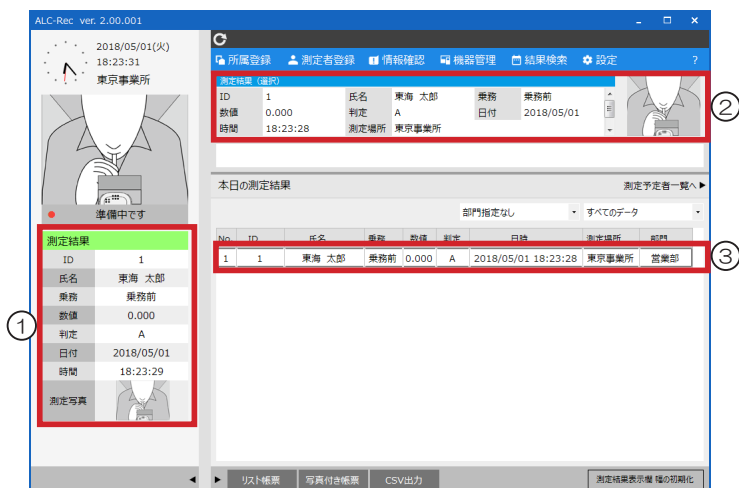 ALC-Rec ver. 2.00.001
2018/05/01(火)
18:23:31
東京事業所
準備中です
測定結果
ID 1
氏名 東海 太郎
乗務 乗務前
数値 0.000
判定 A
日付 2018/05/01
時間 18:23:29
測定写真
①
所属登録 測定者登録 情報確認 機器管理 結果検索 設定 ?
測定結果 (選択)
ID 1 氏名 東海 太郎 乗務 乗務前
数値 0.000 判定 A 日付 2018/05/01
時間 18:23:28 測定場所 東京事業所
②
本日の測定結果 測定予定者一覧へ▶
部門指定なし すべてのデータ
No. ID 氏名 乗務 数値 判定 日時 測定場所 部門
1 1 東海 太郎 乗務前 0.000 A 2018/05/01 18:23:28 東京事業所 営業部
③
リスト帳票 写真付き帳票 CSV出力 測定結果表示欄 幅の初期化